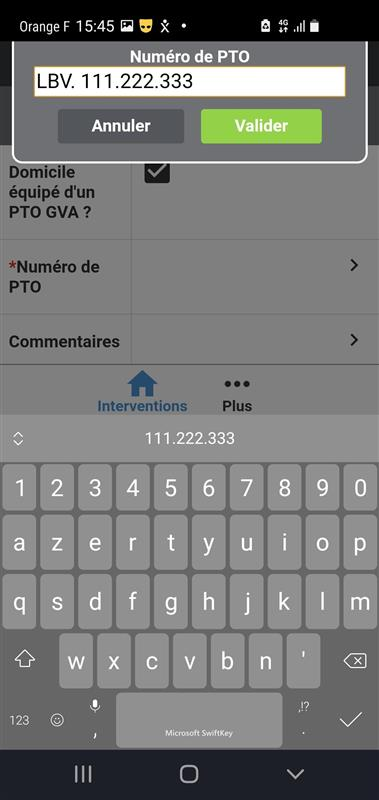 Orange F 15:45
4G
Numéro de PTO
LBV. 111.222.333
Annuler
Valider
Domicile
équipé d'un
PTO GVA ?
*Numéro de
PTO
Commentaires
Interventions
Plus
111.222.333
1 2 3 4 5 6 7 8 9 0
a z e r t y u i o p
q s d f g h j k l m
w x c v b n '
123 , Microsoft SwiftKey ,!? .